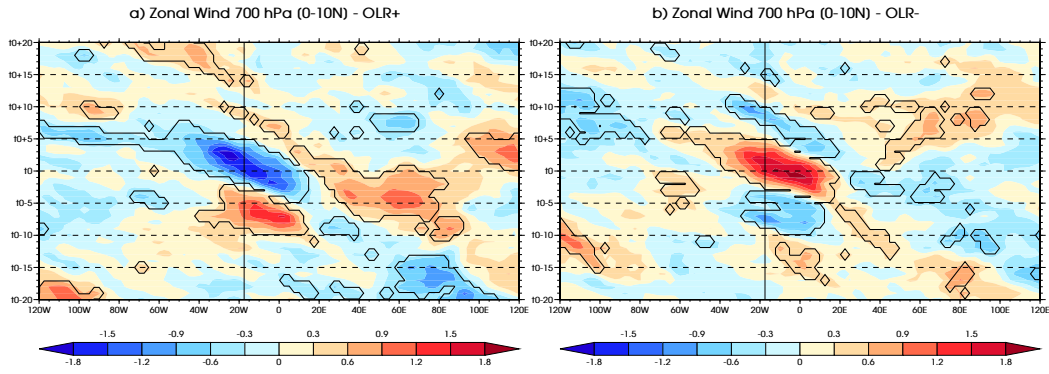 a) Zonal Wind 700 hPa (0-10N) - OLR+
t0+20
t0+15
t0+10
t0+5
t0
t0-5
t0-10
t0-15
t0-20
120W 100W 80W 60W 40W 20W 0 20E 40E 60E 80E 100E 120E
-1.5 -0.9 -0.3 0.3 0.9 1.5
-1.8 -1.2 -0.6 0 0.6 1.2 1.8
b) Zonal Wind 700 hPa (0-10N) - OLR-
t0+20
t0+15
t0+10
t0+5
t0
t0-5
t0-10
t0-15
t0-20
120W 100W 80W 60W 40W 20W 0 20E 40E 60E 80E 100E 120E
-1.5 -0.9 -0.3 0.3 0.9 1.5
-1.8 -1.2 -0.6 0 0.6 1.2 1.8